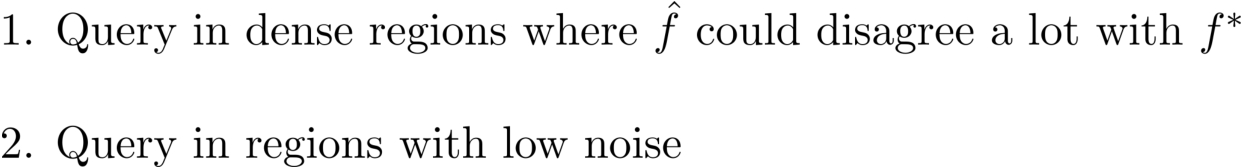 1. Query in dense regions where f̂ could disagree a lot with f*
2. Query in regions with low noise